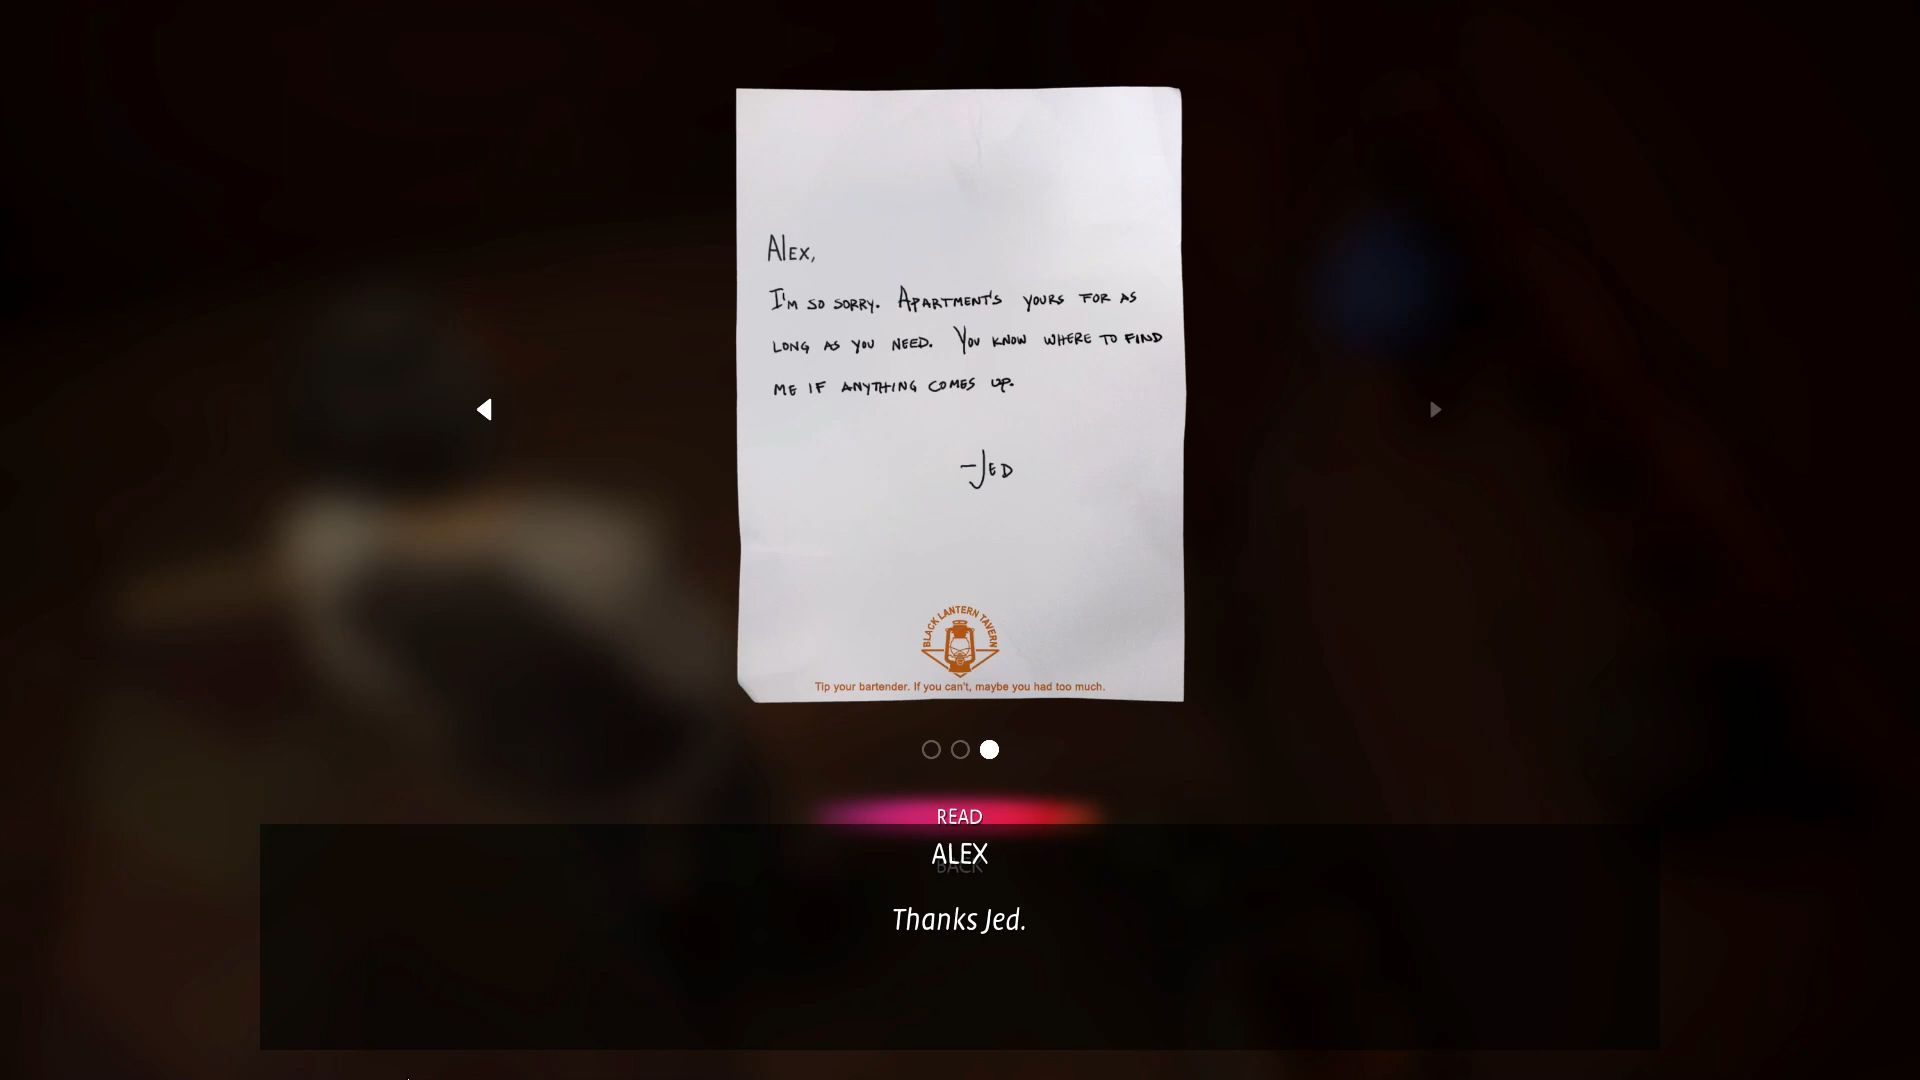 Alex,
I'm so sorry. Apartment's yours for as
long as you need. You know where to find
me if anything comes up.
-Jed
BLACK LANTERN TAVERN
Tip your bartender. If you can't, maybe you had too much.
READ
ALEX
BACK
Thanks Jed.